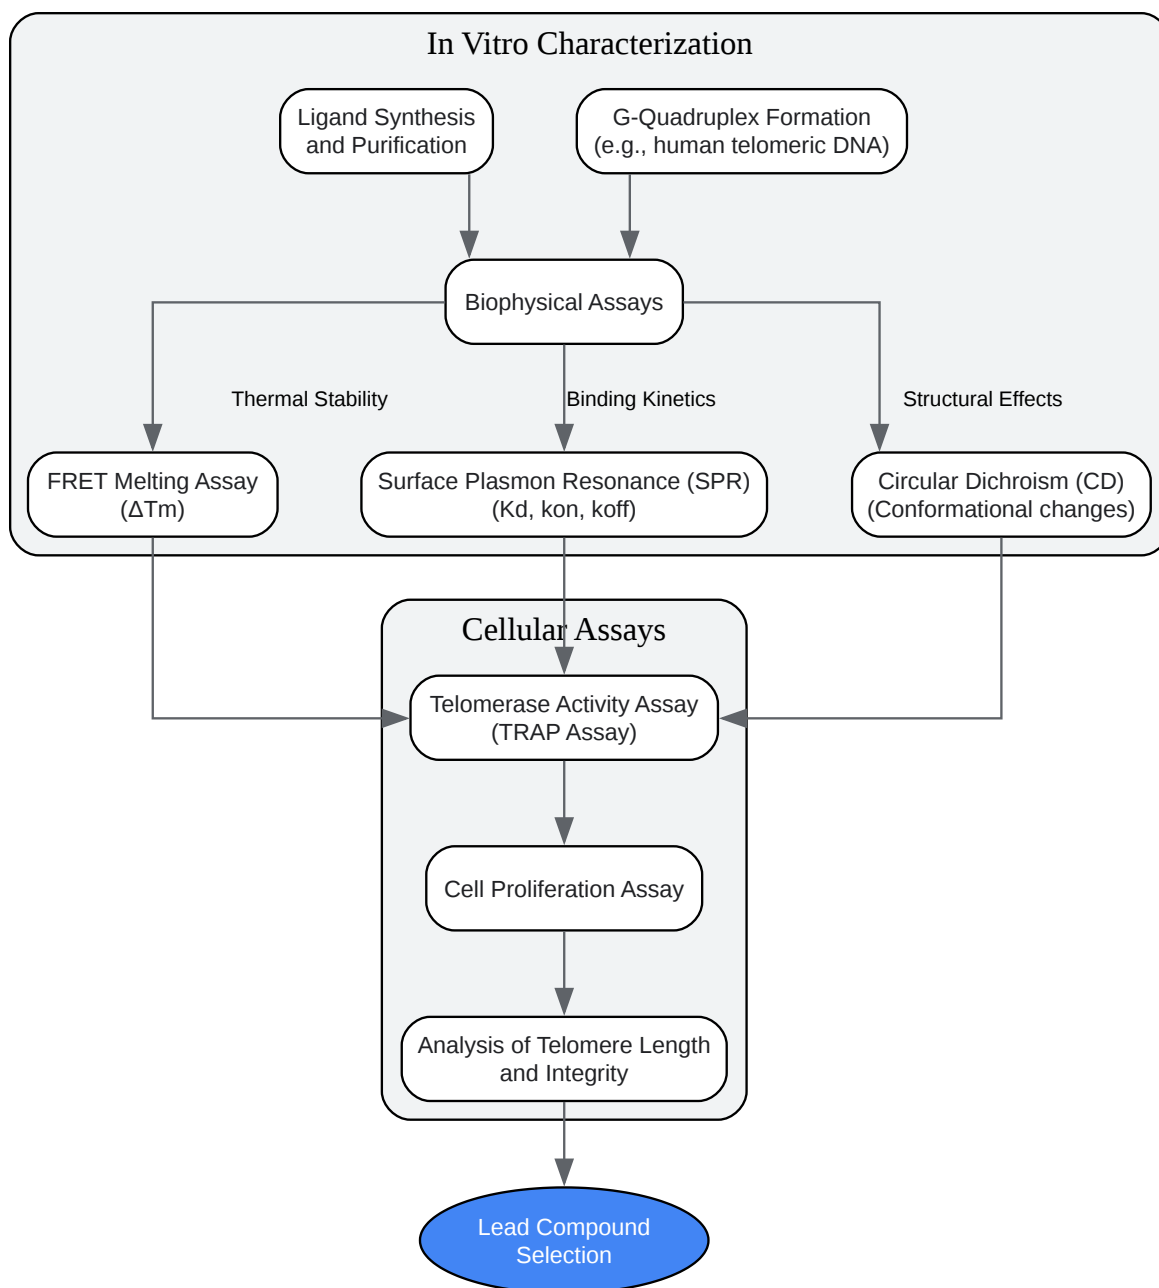 In Vitro Characterization
Ligand Synthesis
and Purification
G-Quadruplex Formation
(e.g., human telomeric DNA)
Biophysical Assays
Thermal Stability
Binding Kinetics
Structural Effects
FRET Melting Assay
(ΔTm)
Surface Plasmon Resonance (SPR)
(Kd, kon, koff)
Circular Dichroism (CD)
(Conformational changes)
Cellular Assays
Telomerase Activity Assay
(TRAP Assay)
Cell Proliferation Assay
Analysis of Telomere Length
and Integrity
Lead Compound
Selection